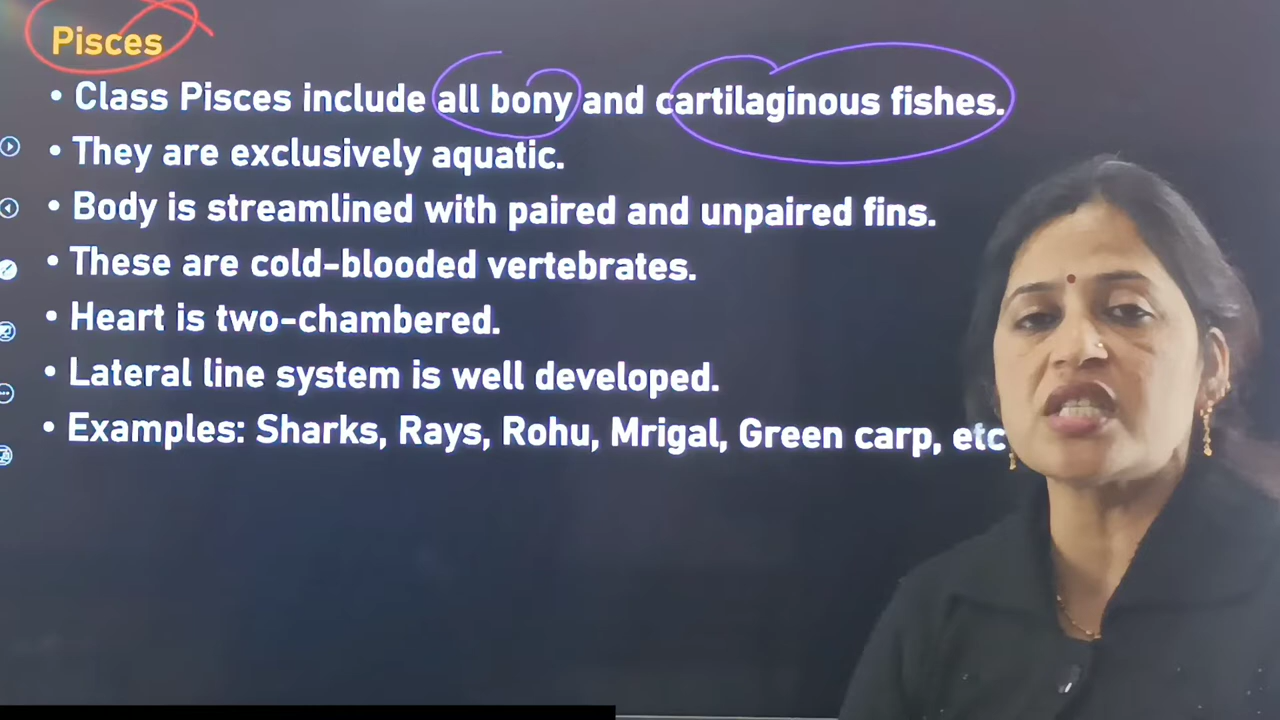 Pisces
• Class Pisces include all bony and cartilaginous fishes.
• They are exclusively aquatic.
• Body is streamlined with paired and unpaired fins.
• These are cold-blooded vertebrates.
• Heart is two-chambered.
• Lateral line system is well developed.
• Examples: Sharks, Rays, Rohu, Mrigal, Green carp, etc